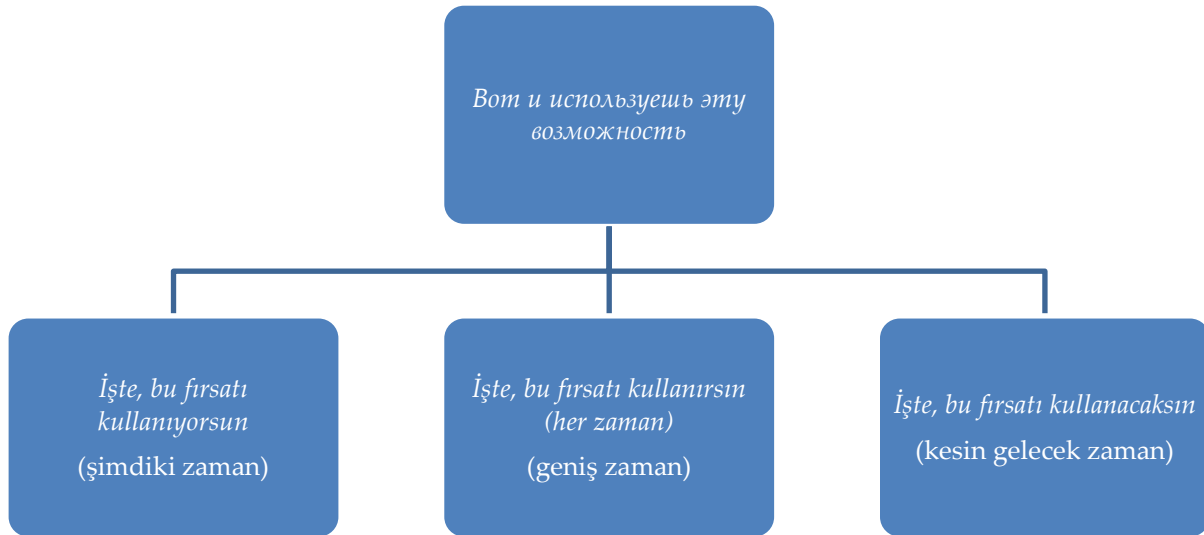 Вот и используешь эту
возможность
İşte, bu fırsatı
kullanıyorsun
(şimdiki zaman)
İşte, bu fırsatı kullanırsın
(her zaman)
(geniş zaman)
İşte, bu fırsatı kullanacaksın
(kesin gelecek zaman)